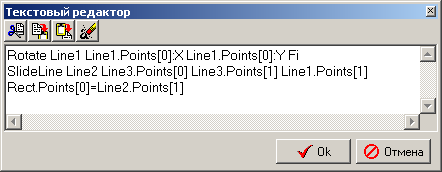 Текстовый редактор
Rotate Line1 Line1.Points[0]:X Line1.Points[0]:Y Fi
SlideLine Line2 Line3.Points[0] Line3.Points[1] Line1.Points[1]
Rect.Points[0]=Line2.Points[1]
Ok Отмена